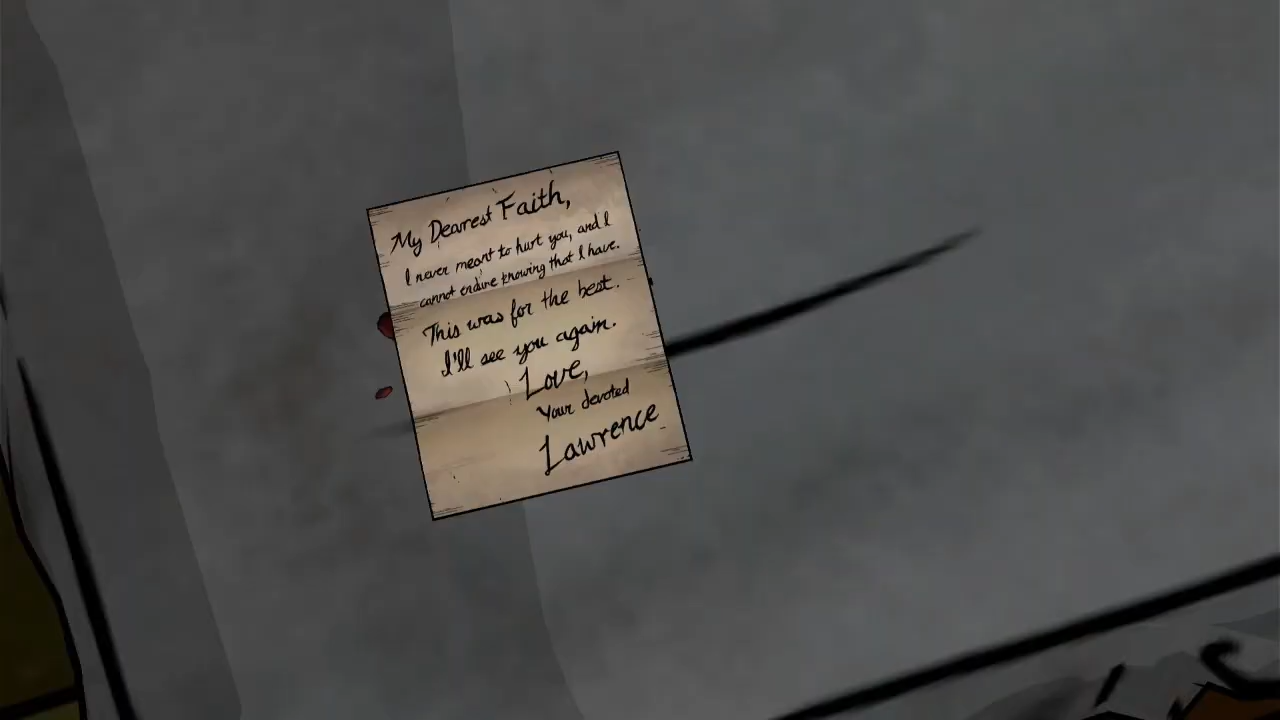 My Dearest Faith,
I never meant to hurt you, and I
cannot endure knowing that I have.
This was for the best.
I'll see you again.
Love,
Your devoted
Lawrence